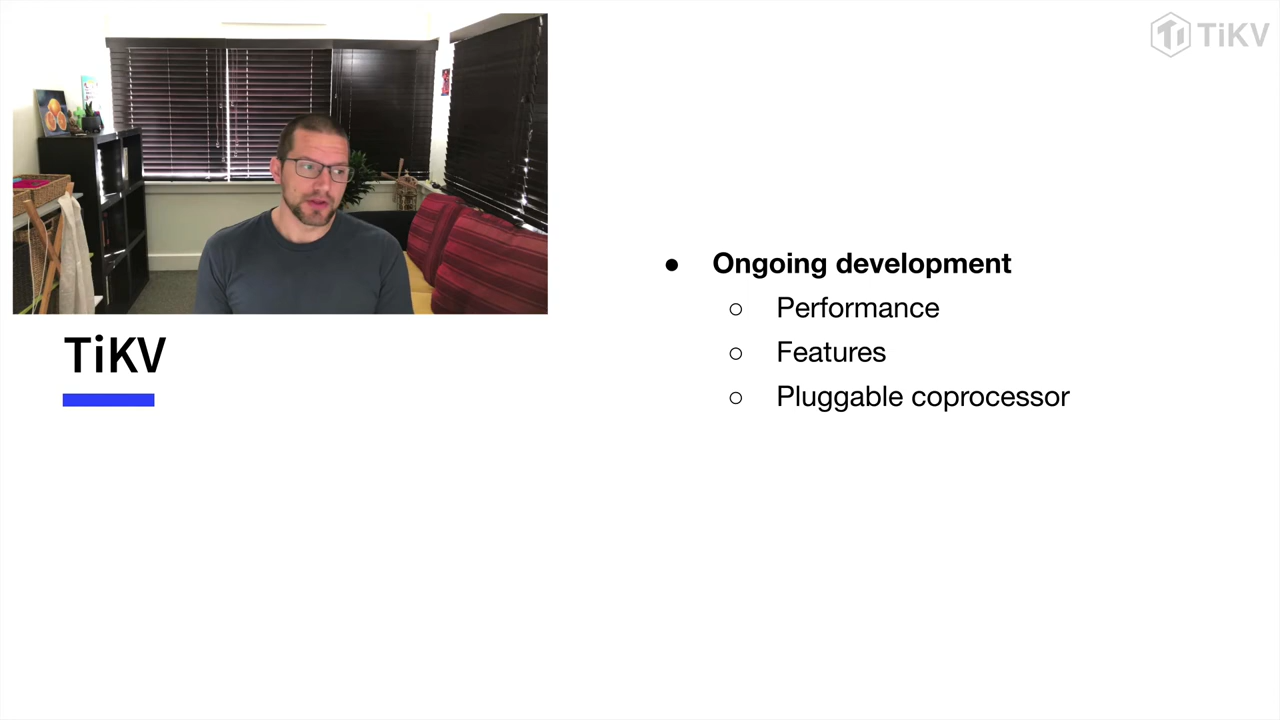 TiKV
TiKV
● Ongoing development
○ Performance
○ Features
○ Pluggable coprocessor